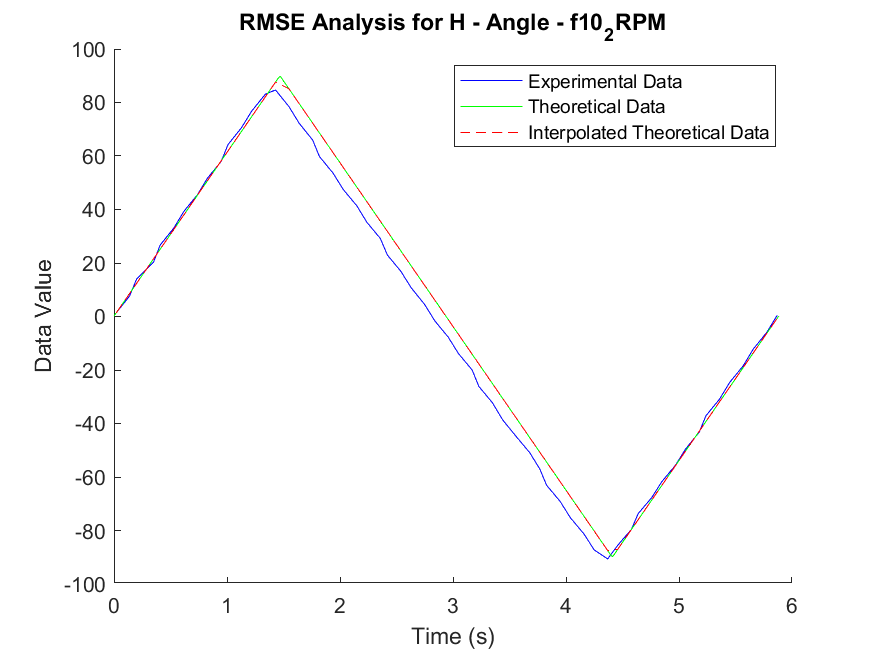 RMSE Analysis for H - Angle - f10₂RPM
Experimental Data
Theoretical Data
Interpolated Theoretical Data
Data Value
100
80
60
40
20
0
-20
-40
-60
-80
-100
0 1 2 3 4 5 6
Time (s)